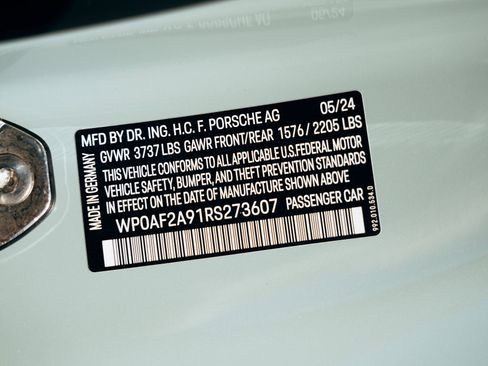 MFD BY DR. ING. H.C. F. PORSCHE AG 05/24
GVWR 3737 LBS GAWR FRONT/REAR 1576 / 2205 LBS
THIS VEHICLE CONFORMS TO ALL APPLICABLE U.S.FEDERAL MOTOR
VEHICLE SAFETY, BUMPER, AND THEFT PREVENTION STANDARDS
IN EFFECT ON THE DATE OF MANUFACTURE SHOWN ABOVE
WP0AF2A91RS273607 PASSENGER CAR
MADE IN GERMANY
992.010.534.D